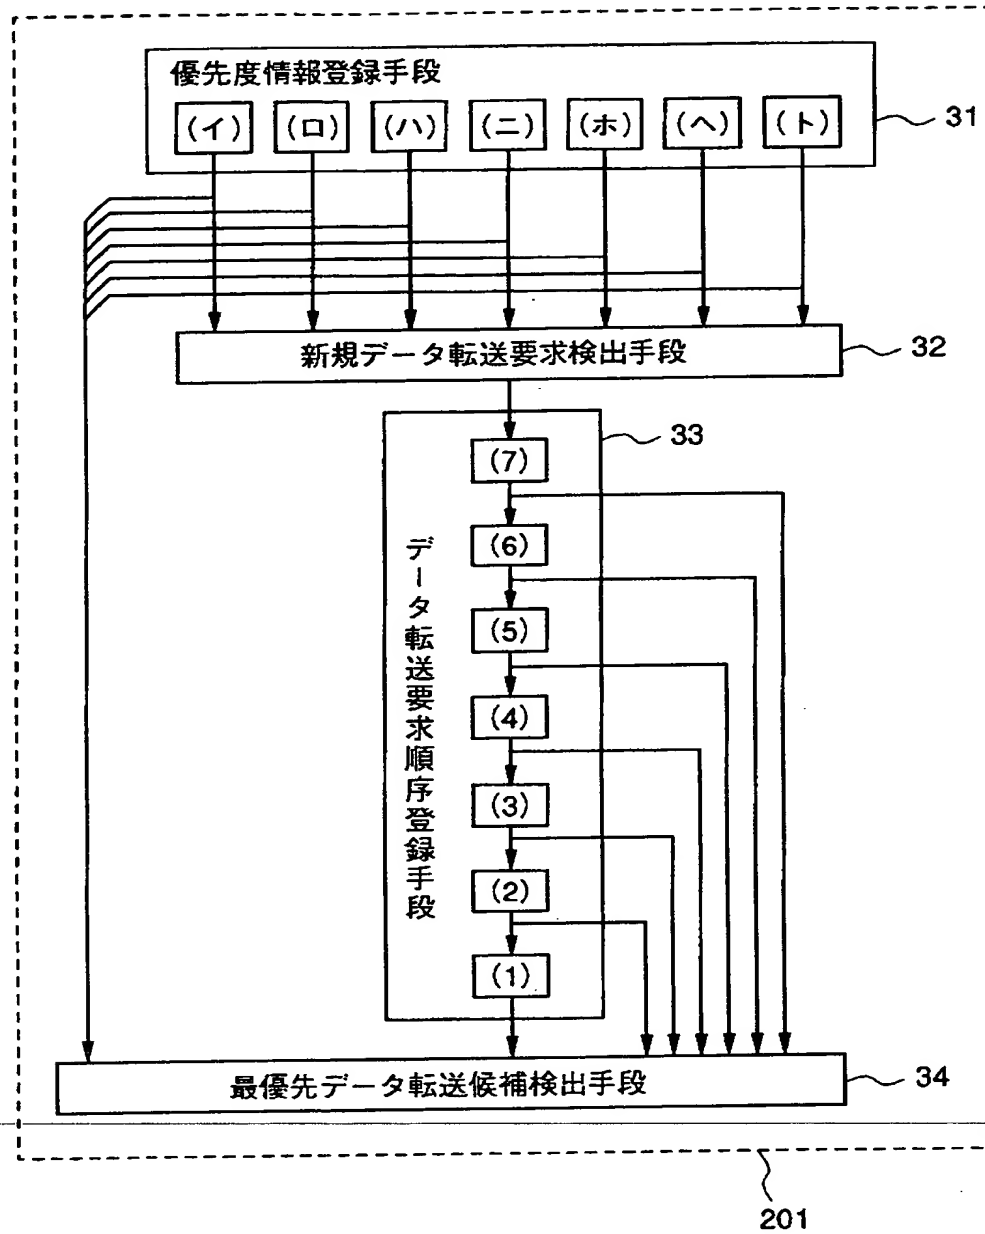 優先度情報登録手段
(イ) (ロ) (ハ) (ニ) (ホ) (ヘ) (ト)
31
新規データ転送要求検出手段
32
33
データ転送要求順序登録手段
(7)
(6)
(5)
(4)
(3)
(2)
(1)
最優先データ転送候補検出手段
34
201